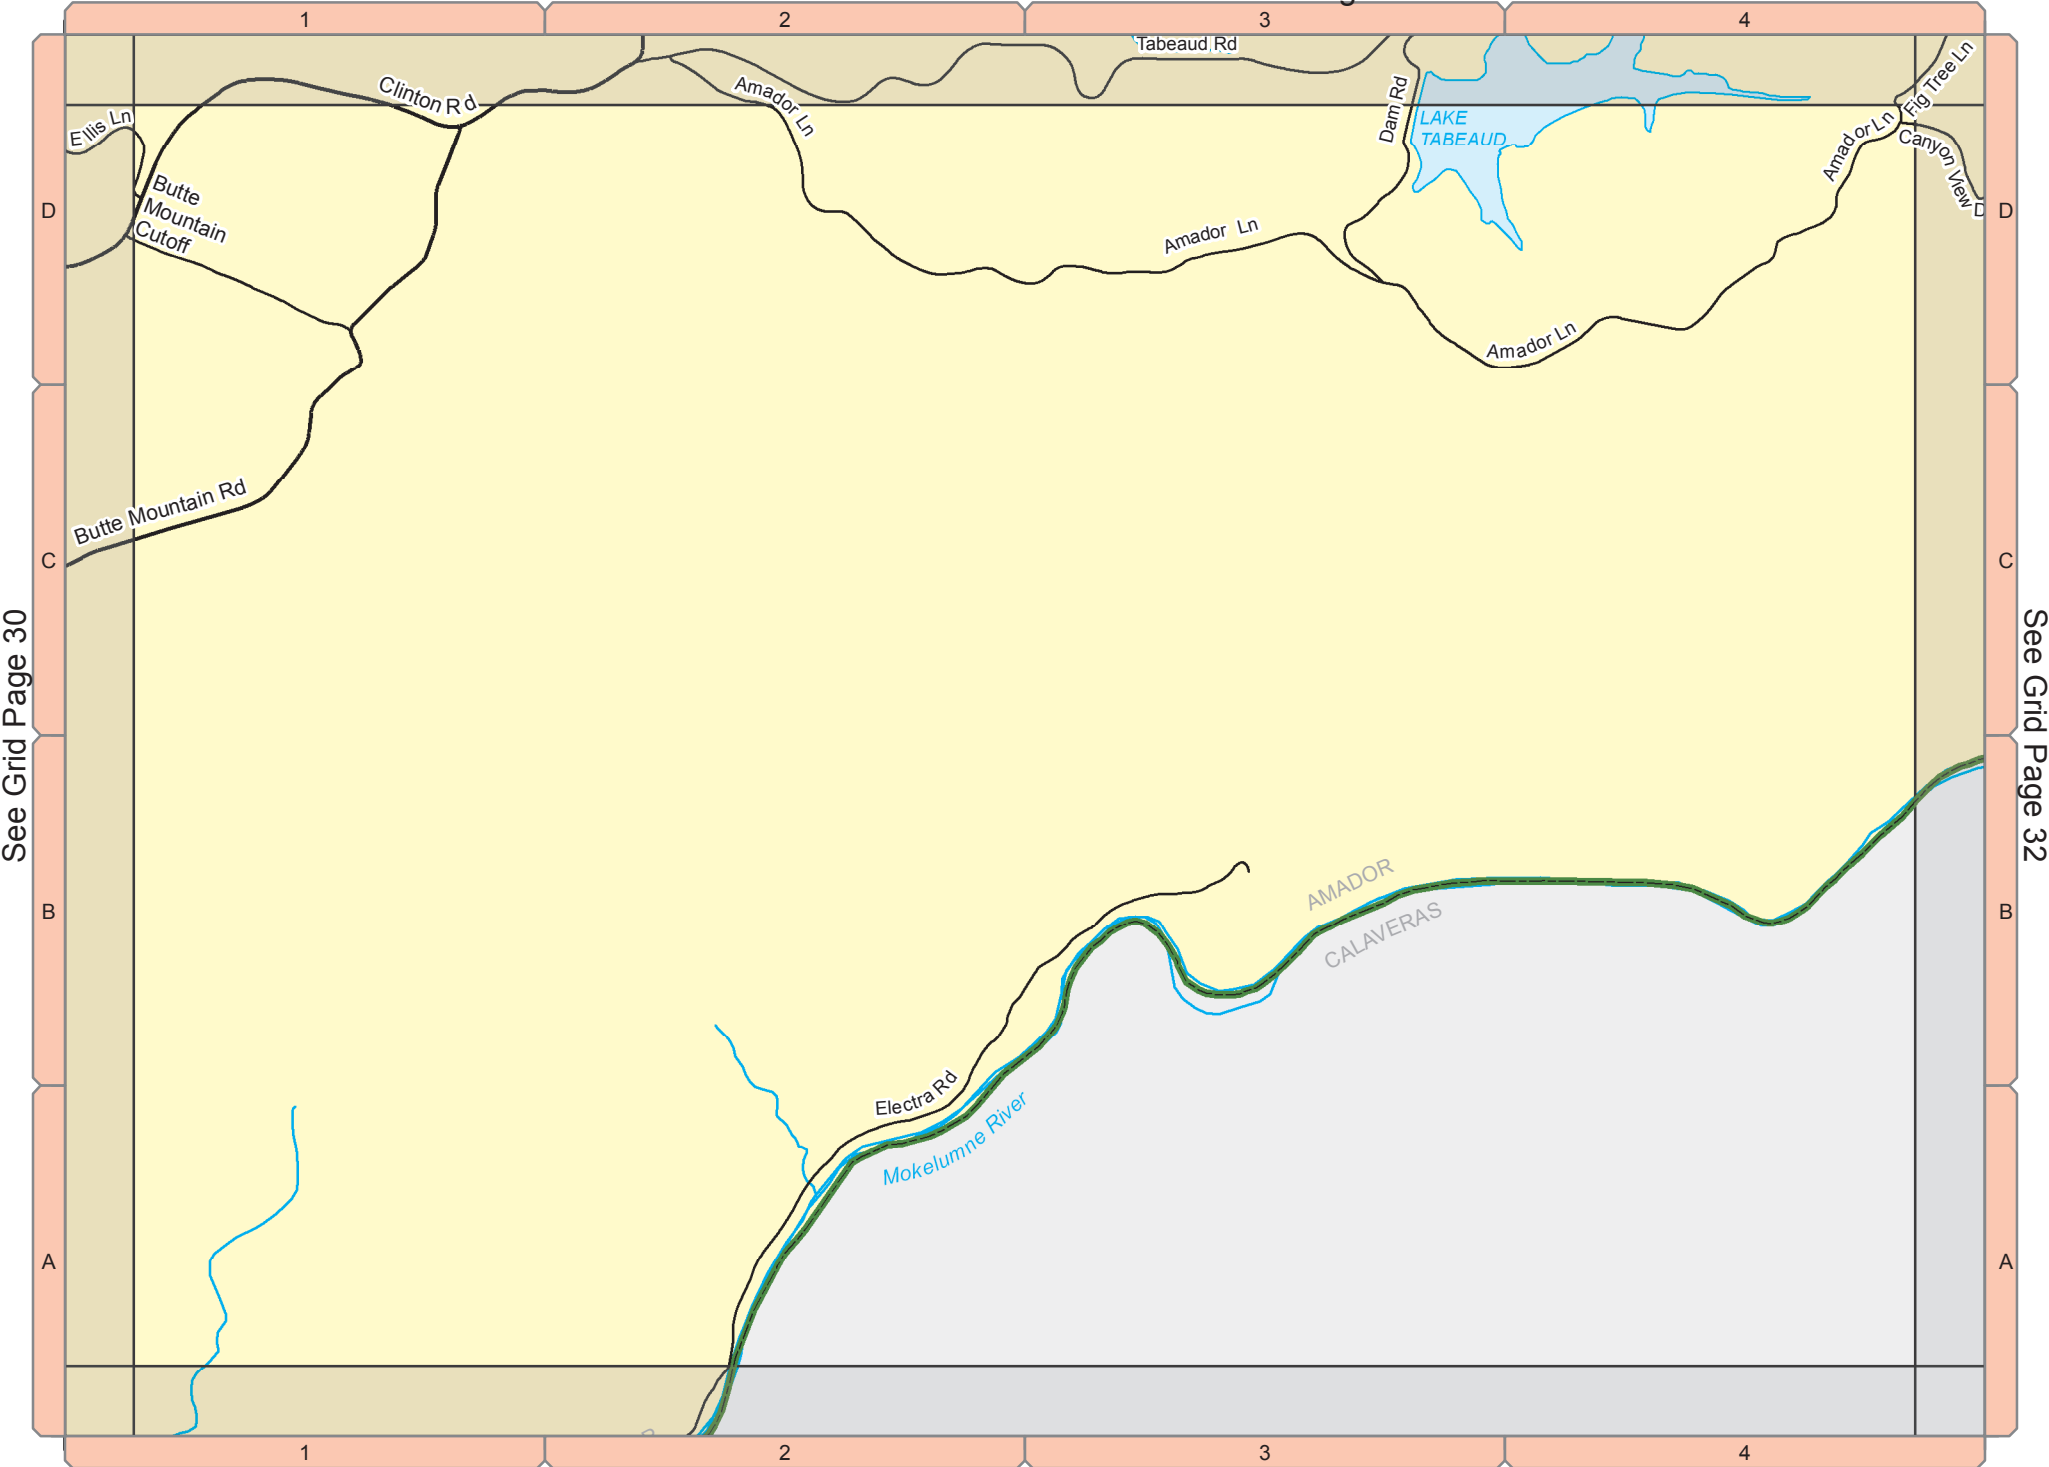 1 2 3 4
Tabeaud Rd
Clinton Rd
Amador Ln
Dam Rd
LAKE
TABEAUD
Fig Tree Ln
Amador Ln
Canyon View D
Ellis Ln
Butte
Mountain
Cutoff
D
D
Amador Ln
Amador Ln
Butte Mountain Rd
C
C
See Grid Page 30
See Grid Page 32
AMADOR
CALAVERAS
B
B
Electra Rd
Mokelumne River
A
A
1 2 3 4